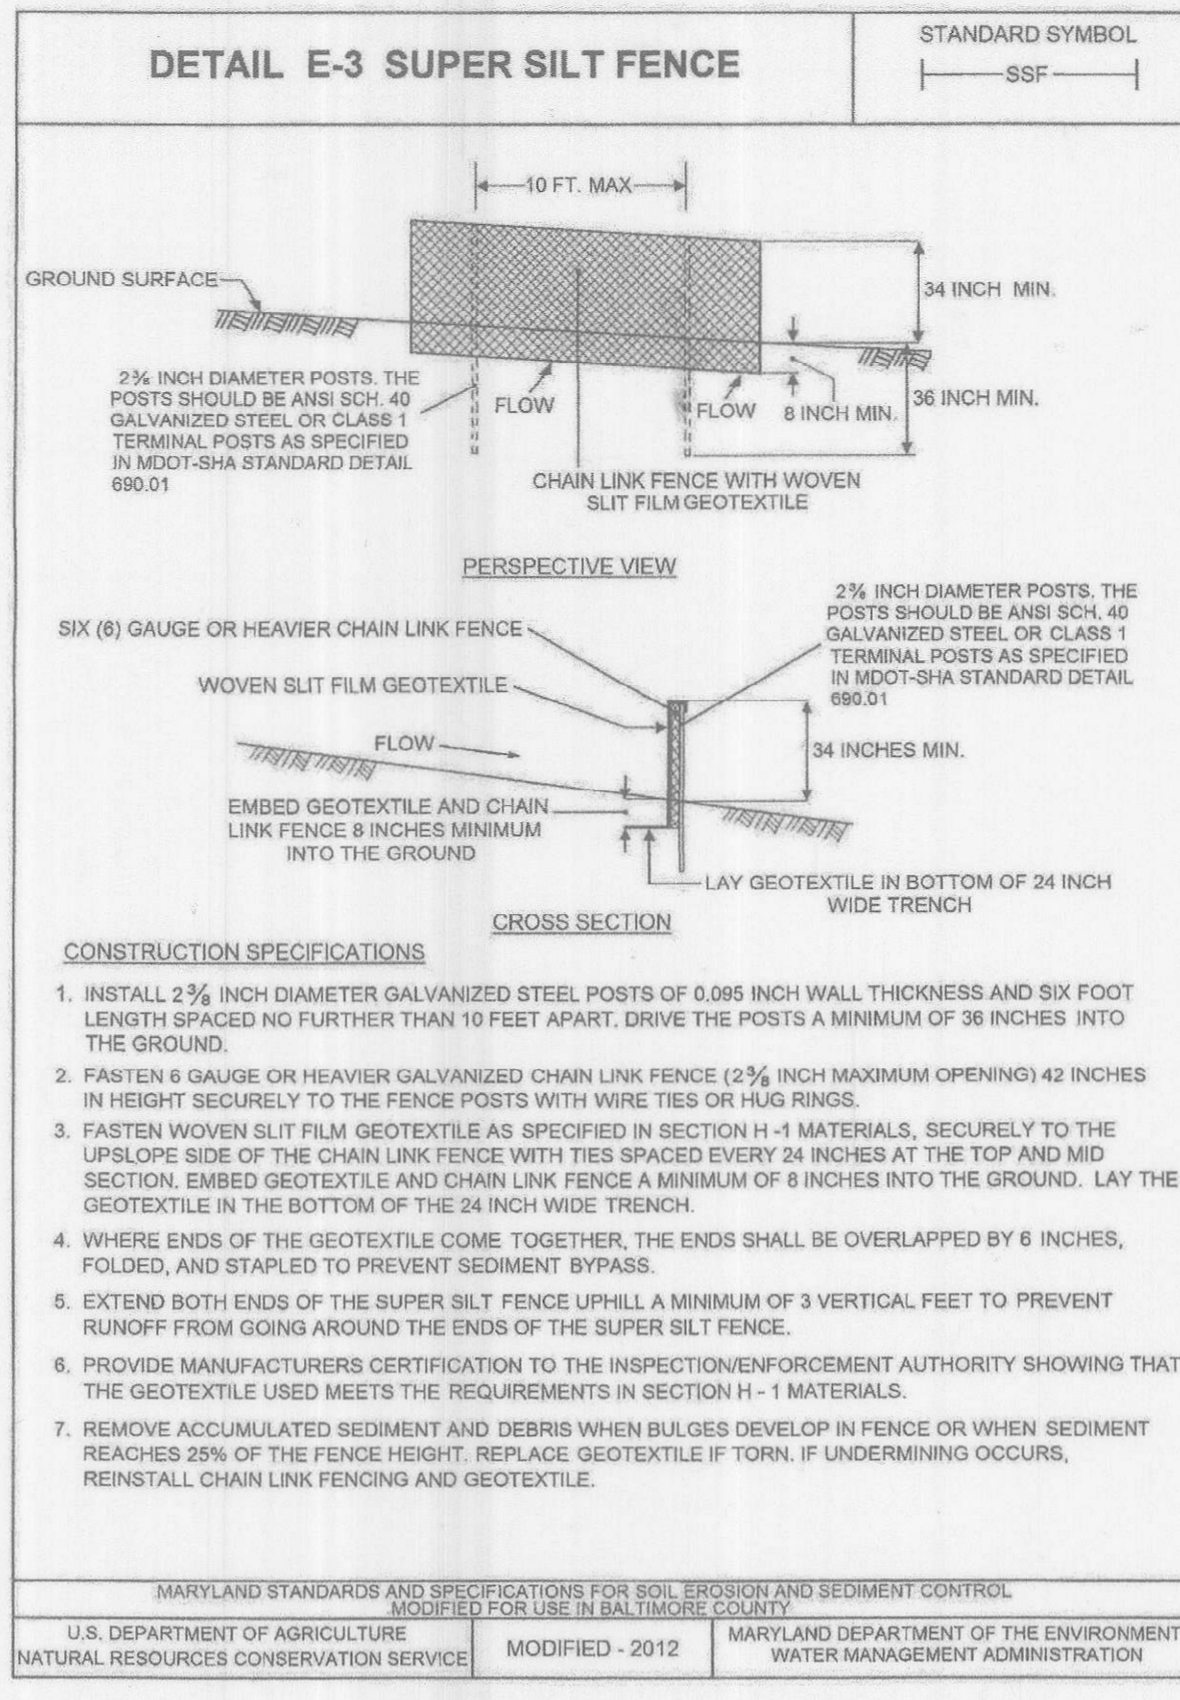 DETAIL E-3 SUPER SILT FENCE
STANDARD SYMBOL
SSF
10 FT. MAX
GROUND SURFACE
34 INCH MIN.
2⅜ INCH DIAMETER POSTS. THE
POSTS SHOULD BE ANSI SCH. 40
GALVANIZED STEEL OR CLASS 1
TERMINAL POSTS AS SPECIFIED
IN MDOT-SHA STANDARD DETAIL
690.01
FLOW
FLOW
8 INCH MIN.
36 INCH MIN.
CHAIN LINK FENCE WITH WOVEN
SLIT FILM GEOTEXTILE
PERSPECTIVE VIEW
2⅜ INCH DIAMETER POSTS. THE
POSTS SHOULD BE ANSI SCH. 40
GALVANIZED STEEL OR CLASS 1
TERMINAL POSTS AS SPECIFIED
IN MDOT-SHA STANDARD DETAIL
690.01
SIX (6) GAUGE OR HEAVIER CHAIN LINK FENCE
WOVEN SLIT FILM GEOTEXTILE
FLOW
34 INCHES MIN.
EMBED GEOTEXTILE AND CHAIN
LINK FENCE 8 INCHES MINIMUM
INTO THE GROUND
LAY GEOTEXTILE IN BOTTOM OF 24 INCH
WIDE TRENCH
CROSS SECTION
CONSTRUCTION SPECIFICATIONS
1. INSTALL 2⅜ INCH DIAMETER GALVANIZED STEEL POSTS OF 0.095 INCH WALL THICKNESS AND SIX FOOT
LENGTH SPACED NO FURTHER THAN 10 FEET APART. DRIVE THE POSTS A MINIMUM OF 36 INCHES INTO
THE GROUND.
2. FASTEN 6 GAUGE OR HEAVIER GALVANIZED CHAIN LINK FENCE (2⅜ INCH MAXIMUM OPENING) 42 INCHES
IN HEIGHT SECURELY TO THE FENCE POSTS WITH WIRE TIES OR HUG RINGS.
3. FASTEN WOVEN SLIT FILM GEOTEXTILE AS SPECIFIED IN SECTION H -1 MATERIALS, SECURELY TO THE
UPSLOPE SIDE OF THE CHAIN LINK FENCE WITH TIES SPACED EVERY 24 INCHES AT THE TOP AND MID
SECTION. EMBED GEOTEXTILE AND CHAIN LINK FENCE A MINIMUM OF 8 INCHES INTO THE GROUND. LAY THE
GEOTEXTILE IN THE BOTTOM OF THE 24 INCH WIDE TRENCH.
4. WHERE ENDS OF THE GEOTEXTILE COME TOGETHER, THE ENDS SHALL BE OVERLAPPED BY 6 INCHES,
FOLDED, AND STAPLED TO PREVENT SEDIMENT BYPASS.
5. EXTEND BOTH ENDS OF THE SUPER SILT FENCE UPHILL A MINIMUM OF 3 VERTICAL FEET TO PREVENT
RUNOFF FROM GOING AROUND THE ENDS OF THE SUPER SILT FENCE.
6. PROVIDE MANUFACTURERS CERTIFICATION TO THE INSPECTION/ENFORCEMENT AUTHORITY SHOWING THAT
THE GEOTEXTILE USED MEETS THE REQUIREMENTS IN SECTION H - 1 MATERIALS.
7. REMOVE ACCUMULATED SEDIMENT AND DEBRIS WHEN BULGES DEVELOP IN FENCE OR WHEN SEDIMENT
REACHES 25% OF THE FENCE HEIGHT. REPLACE GEOTEXTILE IF TORN. IF UNDERMINING OCCURS,
REINSTALL CHAIN LINK FENCING AND GEOTEXTILE.
MARYLAND STANDARDS AND SPECIFICATIONS FOR SOIL EROSION AND SEDIMENT CONTROL
MODIFIED FOR USE IN BALTIMORE COUNTY
U.S. DEPARTMENT OF AGRICULTURE
NATURAL RESOURCES CONSERVATION SERVICE
MODIFIED - 2012
MARYLAND DEPARTMENT OF THE ENVIRONMENT
WATER MANAGEMENT ADMINISTRATION